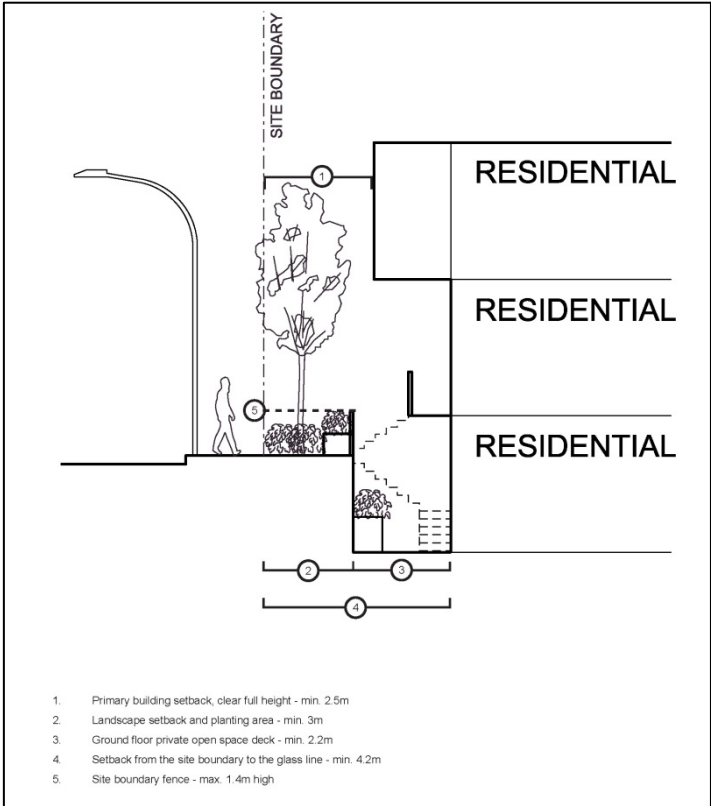 SITE BOUNDARY
1
RESIDENTIAL
RESIDENTIAL
5
RESIDENTIAL
2
3
4
1. Primary building setback, clear full height - min. 2.5m
2. Landscape setback and planting area - min. 3m
3. Ground floor private open space deck - min. 2.2m
4. Setback from the site boundary to the glass line - min. 4.2m
5. Site boundary fence - max. 1.4m high